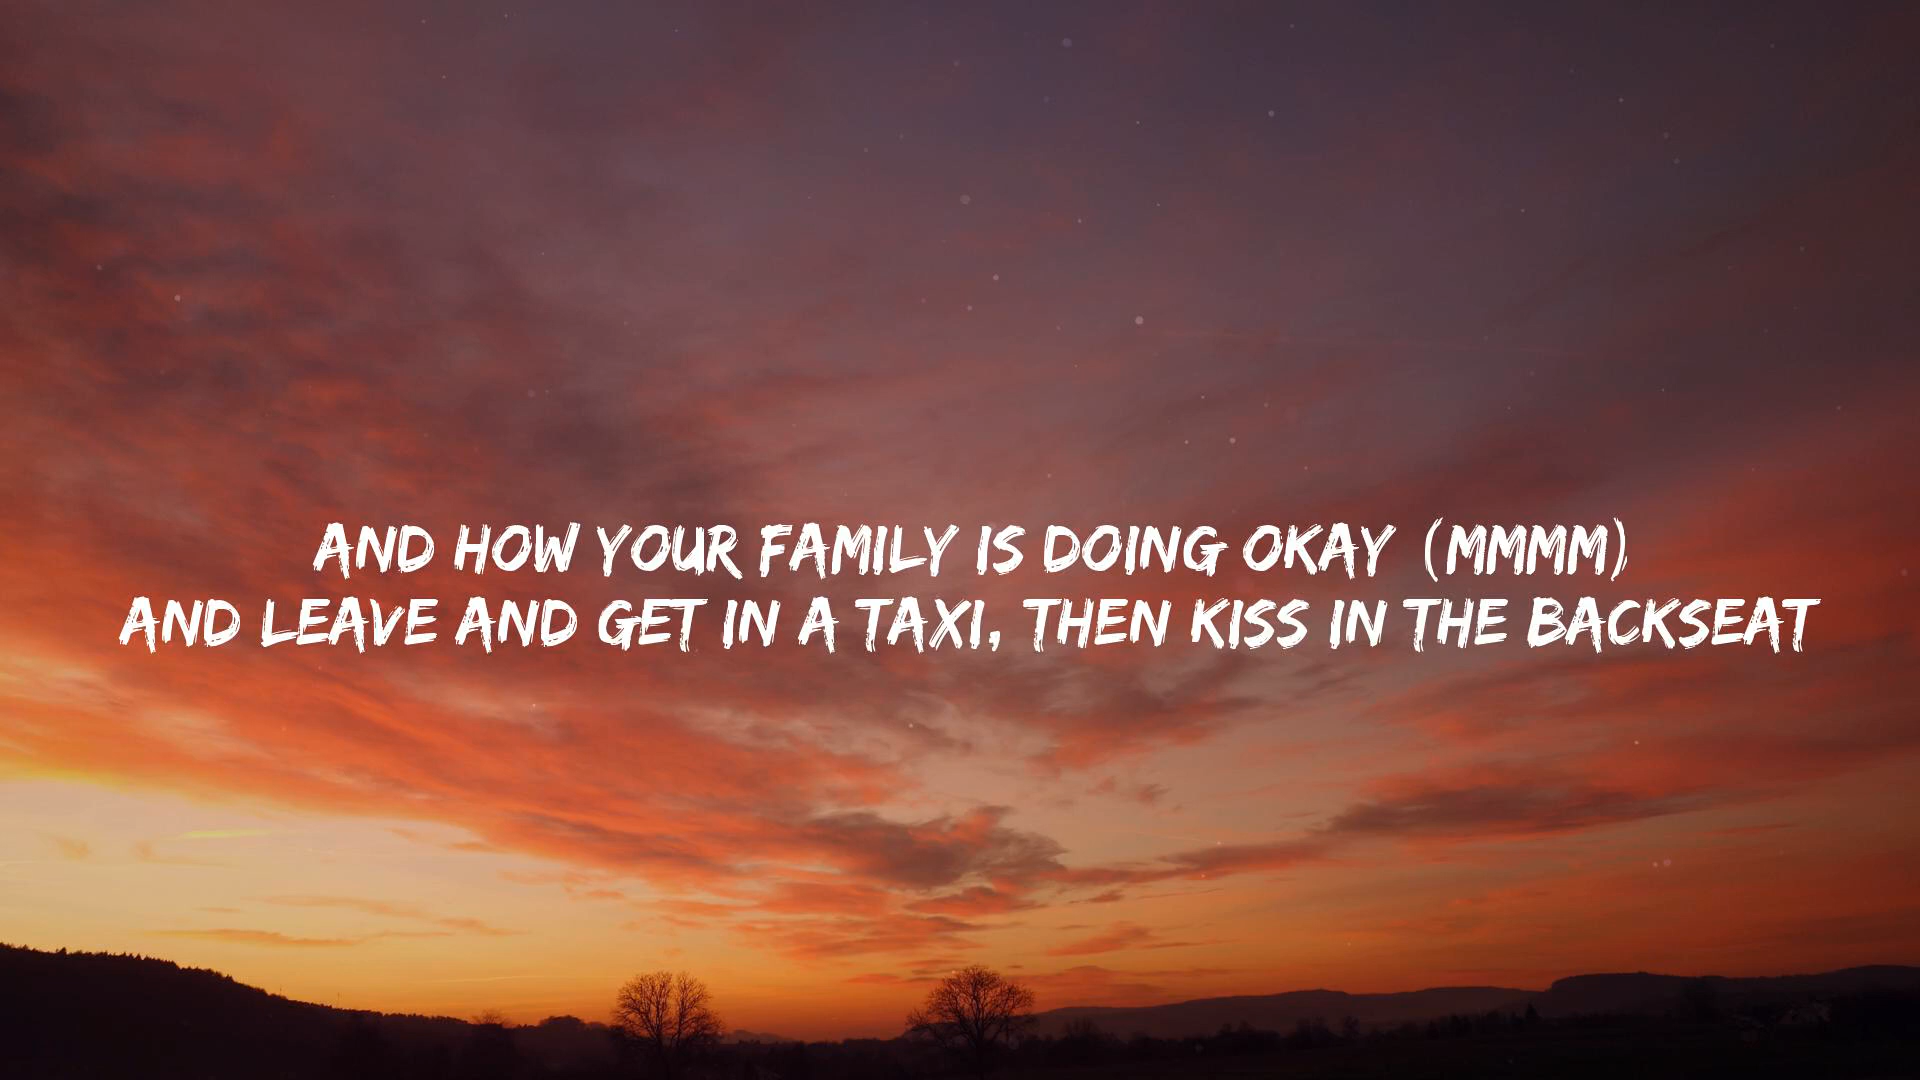 AND HOW YOUR FAMILY IS DOING OKAY (MMMM)
AND LEAVE AND GET IN A TAXI, THEN KISS IN THE BACKSEAT